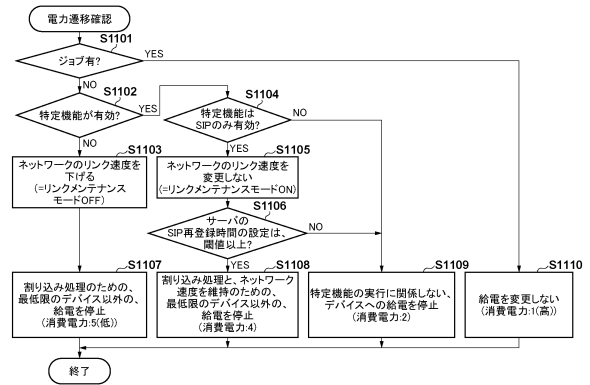 電力遷移確認
S1101
ジョブ有?
YES
NO
S1102
特定機能が有効?
YES
NO
S1104
特定機能は
SIPのみ有効?
NO
YES
S1103
ネットワークのリンク速度を
下げる
(=リンクメンテナンス
モードOFF)
S1105
ネットワークのリンク速度を
変更しない
(=リンクメンテナンスモードON)
S1106
サーバの
SIP再登録時間の設定は、
閾値以上?
NO
YES
S1107
割り込み処理のための、
最低限のデバイス以外の、
給電を停止
(消費電力:5(低))
S1108
割り込み処理と、ネットワーク
速度を維持のための、
最低限のデバイス以外の、
給電を停止
(消費電力:4)
S1109
特定機能の実行に関係しない、
デバイスへの給電を停止
(消費電力:2)
S1110
給電を変更しない
(消費電力:1(高))
終了